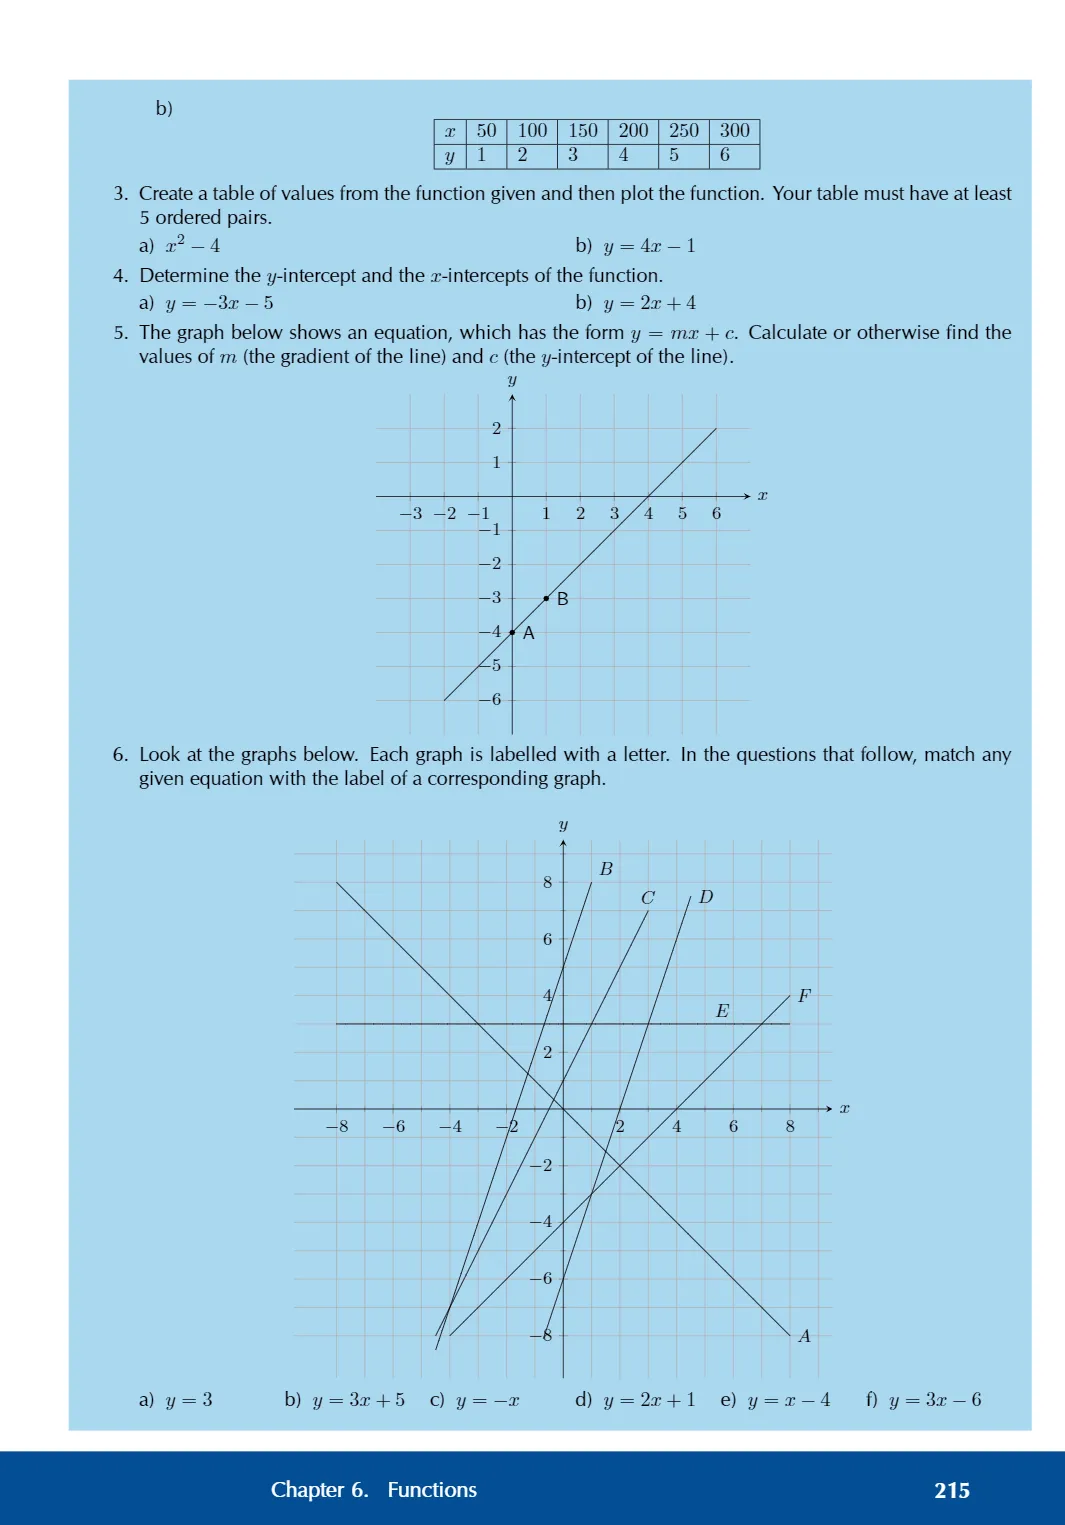 b)
x 50 100 150 200 250 300
y 1 2 3 4 5 6
3. Create a table of values from the function given and then plot the function. Your table must have at least
5 ordered pairs.
a) x² − 4 b) y = 4x − 1
4. Determine the y-intercept and the x-intercepts of the function.
a) y = −3x − 5 b) y = 2x + 4
5. The graph below shows an equation, which has the form y = mx + c. Calculate or otherwise find the
values of m (the gradient of the line) and c (the y-intercept of the line).
y
2
1
x
−3 −2 −1 1 2 3 4 5 6
−1
−2
−3 B
−4 A
−5
−6
6. Look at the graphs below. Each graph is labelled with a letter. In the questions that follow, match any
given equation with the label of a corresponding graph.
y
B
8
C D
6
4 F
E
2
x
−8 −6 −4 −2 2 4 6 8
−2
−4
−6
−8 A
a) y = 3 b) y = 3x + 5 c) y = −x d) y = 2x + 1 e) y = x − 4 f) y = 3x − 6
Chapter 6. Functions 215